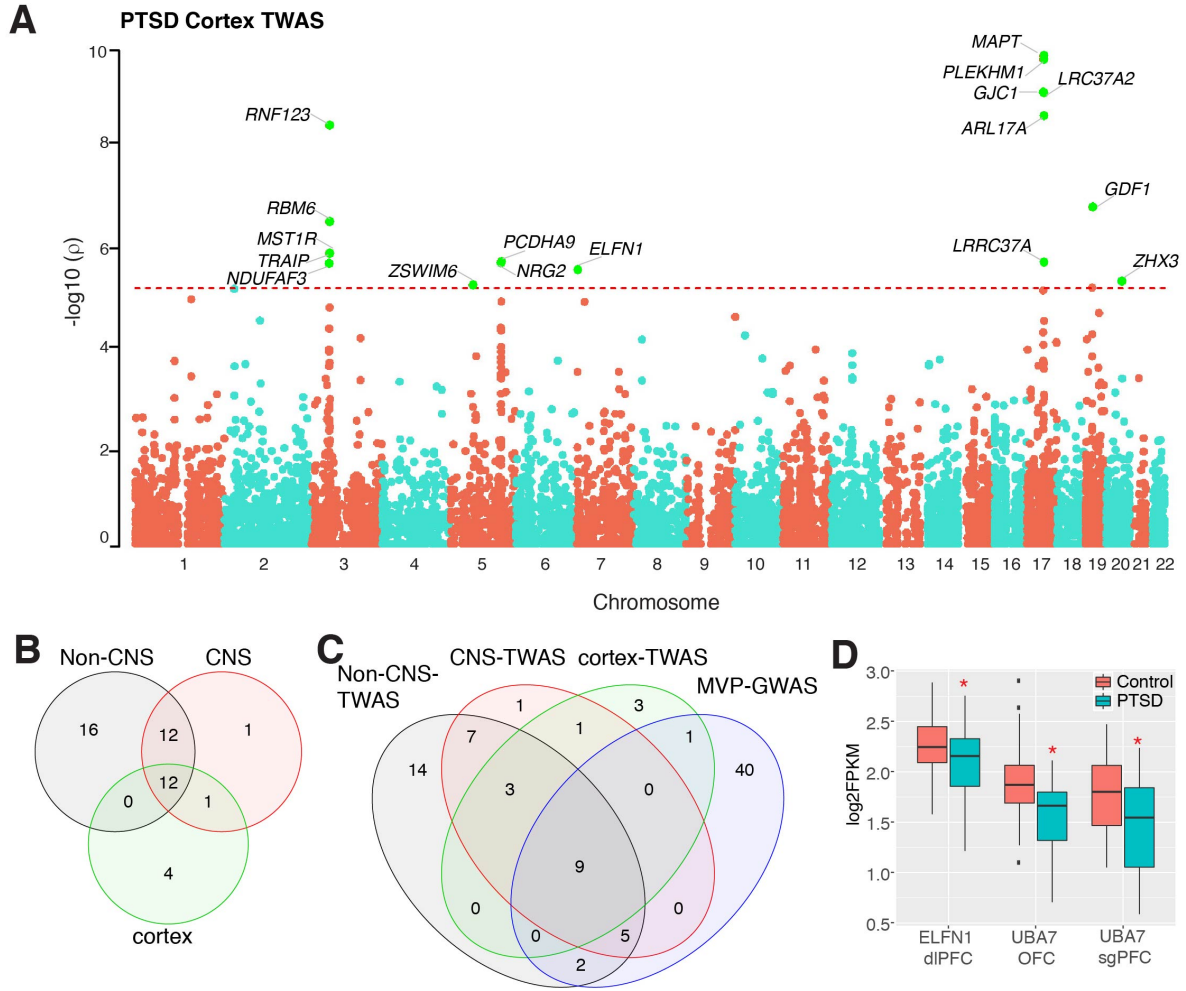 A
PTSD Cortex TWAS
-log10 (ρ)
10
8
6
4
2
0
RNF123
RBM6
MST1R
TRAIP
NDUFAF3
ZSWIM6
PCDHA9
NRG2
ELFN1
MAPT
PLEKHM1
LRC37A2
GJC1
ARL17A
GDF1
LRRC37A
ZHX3
1 2 3 4 5 6 7 8 9 10 11 12 13 14 15 16 17 18 19 20 21 22
Chromosome
B
Non-CNS
CNS
16
12
1
12
0
1
4
cortex
C
Non-CNS-
TWAS
CNS-TWAS
cortex-TWAS
MVP-GWAS
1
3
7
1
1
14
40
3
0
9
0
0
0
5
2
D
log2FPKM
3.0
2.5
2.0
1.5
1.0
0.5
Control
PTSD
*
*
*
ELFN1
dlPFC
UBA7
OFC
UBA7
sgPFC